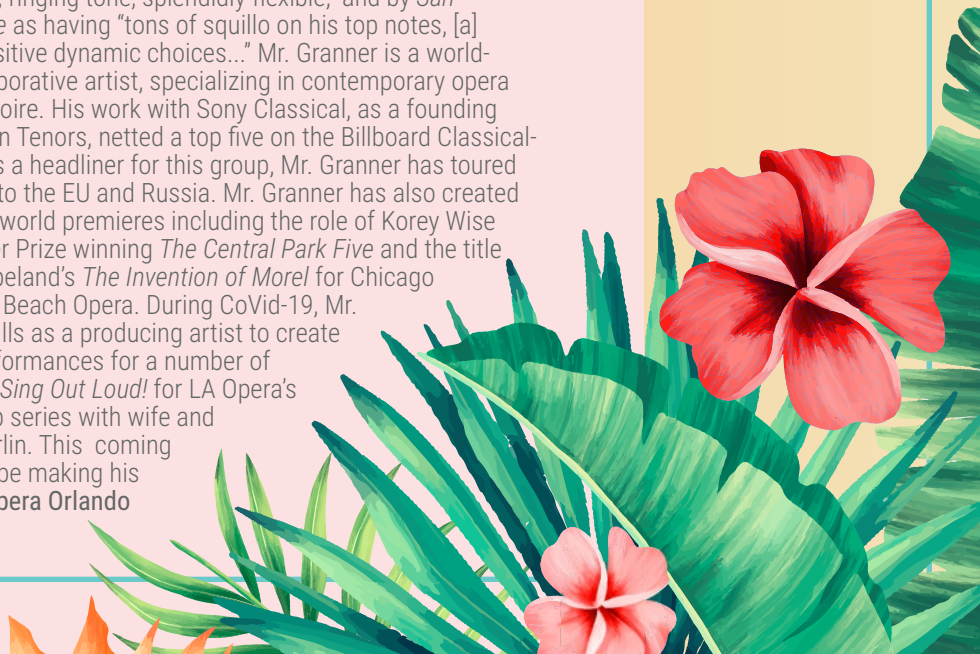 ringing tone, splendidly flexible,” and by San
e as having “tons of squillo on his top notes, [a]
sitive dynamic choices...” Mr. Granner is a world-
borative artist, specializing in contemporary opera
oire. His work with Sony Classical, as a founding
n Tenors, netted a top five on the Billboard Classical-
s a headliner for this group, Mr. Granner has toured
to the EU and Russia. Mr. Granner has also created
world premieres including the role of Korey Wise
er Prize winning The Central Park Five and the title
peland’s The Invention of Morel for Chicago
Beach Opera. During CoVid-19, Mr.
lls as a producing artist to create
formances for a number of
Sing Out Loud! for LA Opera’s
o series with wife and
rlin. This  coming
be making his
pera Orlando